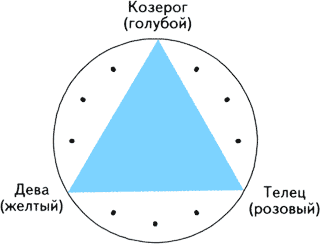 Козерог
(голубой)
Дева
(желтый)
Телец
(розовый)